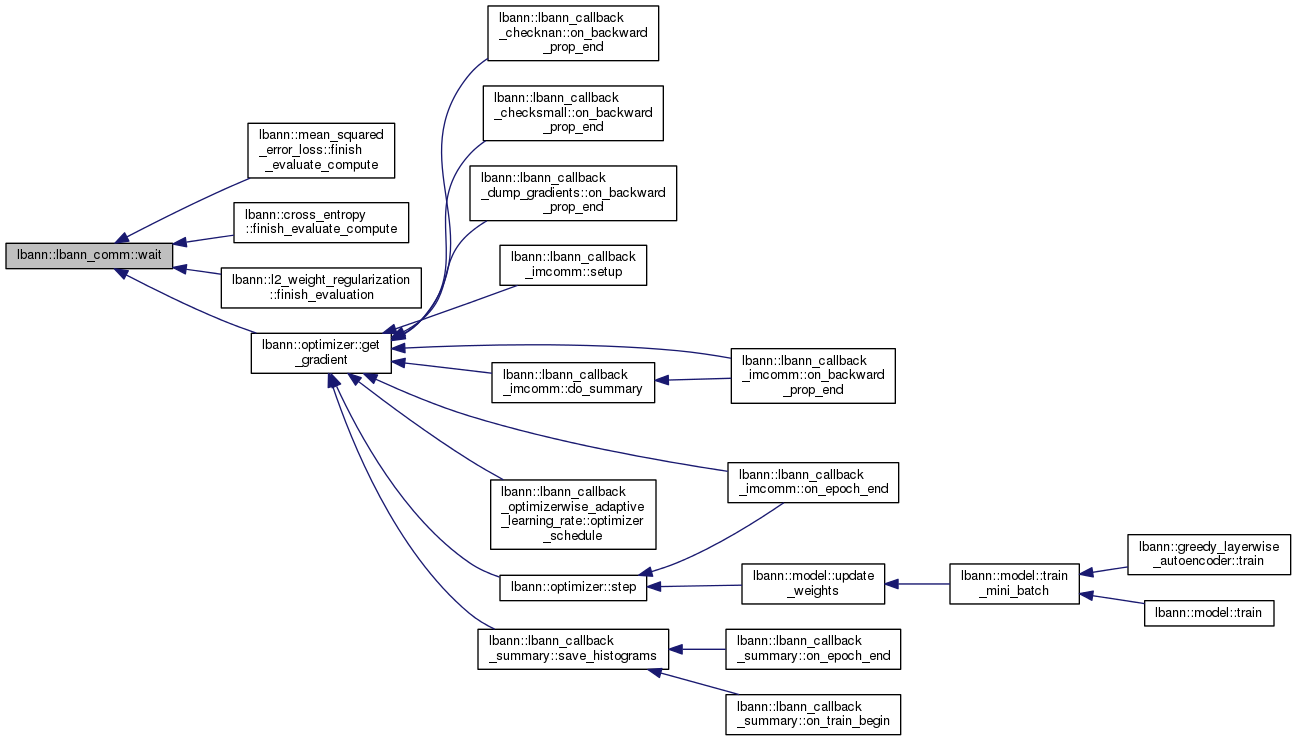 lbann::lbann_comm::wait
lbann::mean_squared
_error_loss::finish
_evaluate_compute
lbann::cross_entropy
::finish_evaluate_compute
lbann::l2_weight_regularization
::finish_evaluation
lbann::optimizer::get
_gradient
lbann::lbann_callback
_checknan::on_backward
_prop_end
lbann::lbann_callback
_checksmall::on_backward
_prop_end
lbann::lbann_callback
_dump_gradients::on_backward
_prop_end
lbann::lbann_callback
_imcomm::setup
lbann::lbann_callback
_imcomm::do_summary
lbann::lbann_callback
_imcomm::on_backward
_prop_end
lbann::lbann_callback
_imcomm::on_epoch_end
lbann::lbann_callback
_optimizerwise_adaptive
_learning_rate::optimizer
_schedule
lbann::optimizer::step
lbann::model::update
_weights
lbann::model::train
_mini_batch
lbann::greedy_layerwise
_autoencoder::train
lbann::model::train
lbann::lbann_callback
_summary::save_histograms
lbann::lbann_callback
_summary::on_epoch_end
lbann::lbann_callback
_summary::on_train_begin